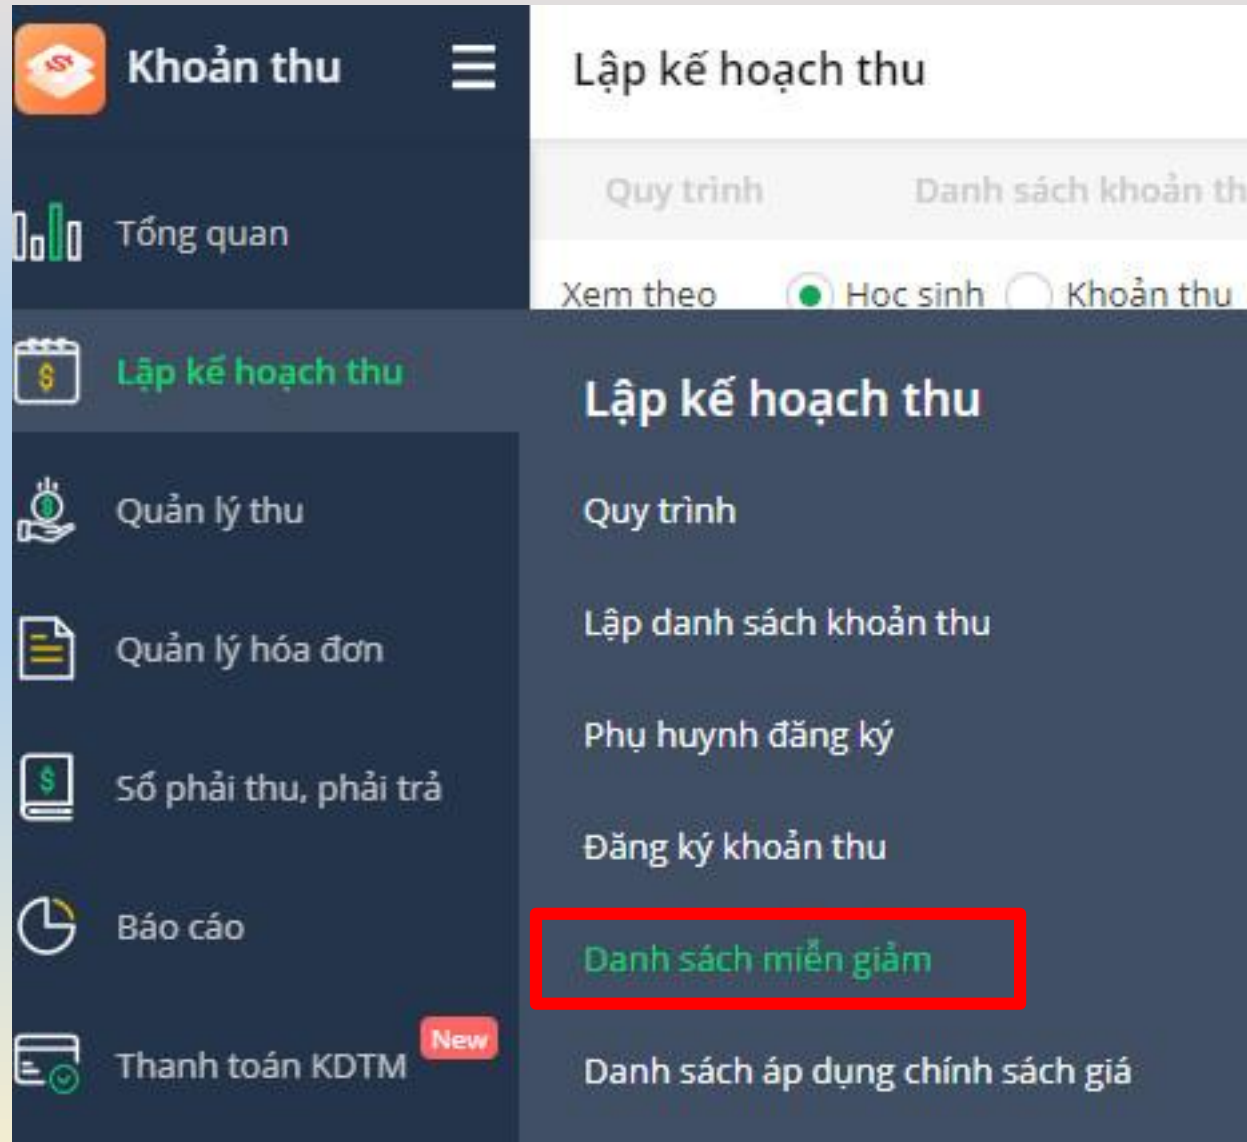 Khoản thu
Lập kế hoạch thu
Quy trình
Danh sách khoản th
Tổng quan
Xem theo
Học sinh
Khoản thu
Lập kế hoạch thu
Lập kế hoạch thu
Quản lý thu
Quy trình
Lập danh sách khoản thu
Quản lý hóa đơn
Phụ huynh đăng ký
Sổ phải thu, phải trả
Đăng ký khoản thu
Báo cáo
Danh sách miễn giảm
New
Thanh toán KDTM
Danh sách áp dụng chính sách giá